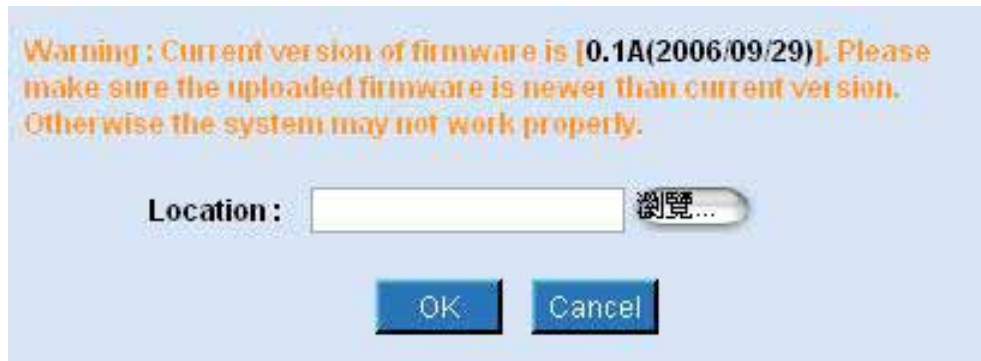 Warning : Current version of firmware is [0.1A(2006/09/29)]. Please
make sure the uploaded firmware is newer than current version.
Otherwise the system may not work properly.
Location : 瀏覽...
OK Cancel